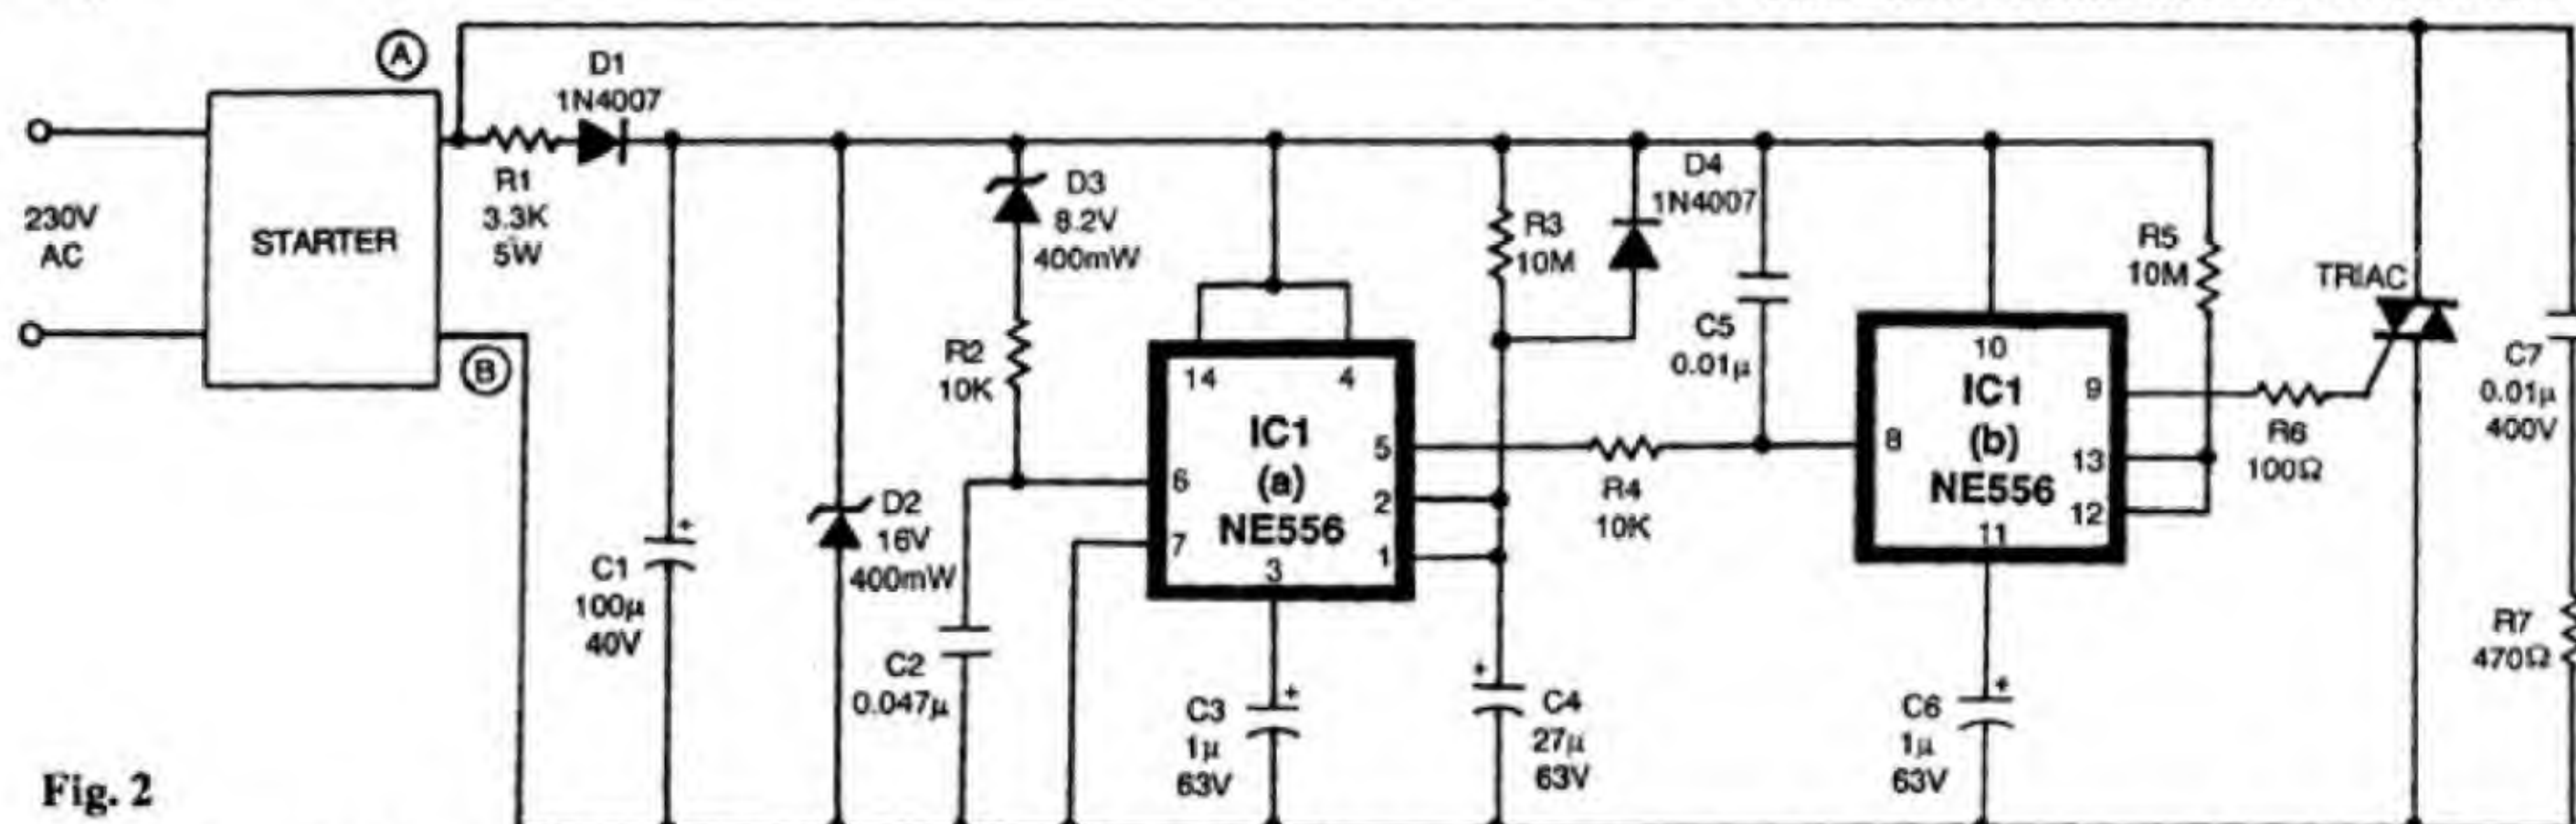 A
D1
1N4007
230V
AC
STARTER
R1
3.3K
5W
B
D3
8.2V
400mW
R2
10K
D2
16V
400mW
C1
+
100µ
40V
C2
0.047µ
14
4
6
7
5
2
1
3
IC1
(a)
NE556
C3
+
1µ
63V
R3
10M
D4
1N4007
C5
0.01µ
R4
10K
C4
+
27µ
63V
8
10
9
13
12
11
IC1
(b)
NE556
C6
+
1µ
63V
R5
10M
TRIAC
R6
100Ω
C7
0.01µ
400V
R7
470Ω
Fig. 2